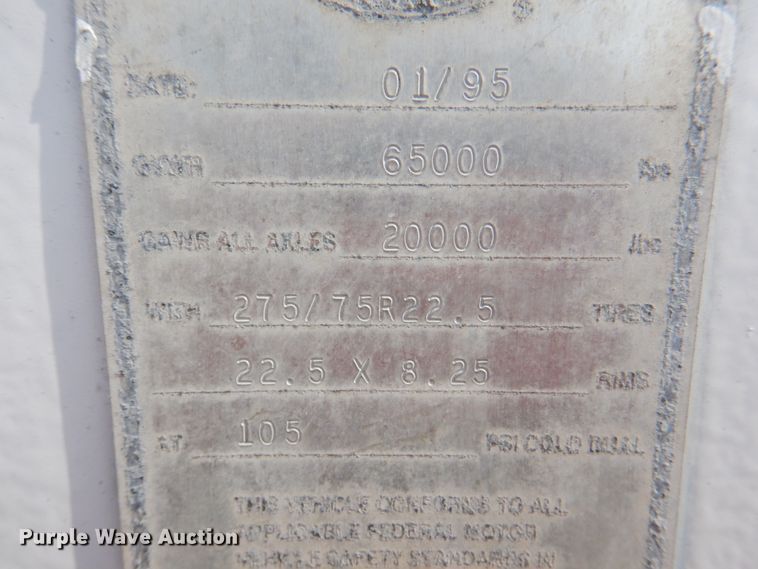 DATE: 01/95
GVWR 65000 lbs
GAWR ALL AXLES 20000 lbs
WITH 275/75R22.5 TIRES
22.5 X 8.25 RIMS
AT 105 PSI COLD DUAL
THIS VEHICLE CONFORMS TO ALL
APPLICABLE FEDERAL MOTOR
VEHICLE SAFETY STANDARDS IN
Purple Wave Auction